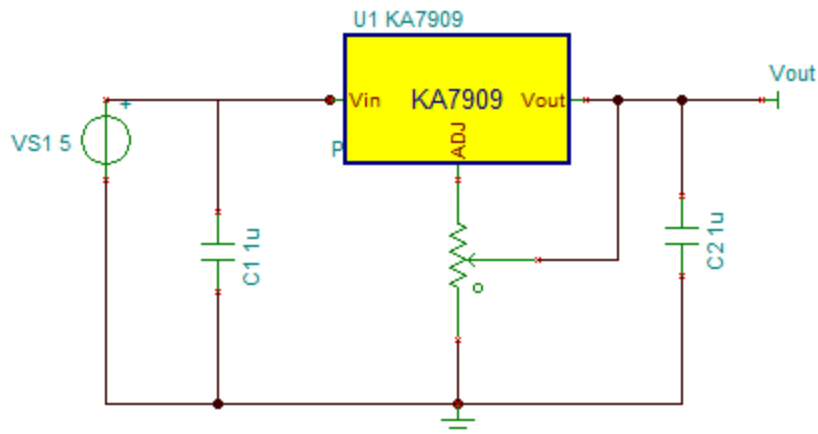 U1 KA7909
Vout
+
Vin
KA7909
Vout
VS1 5
P
ADJ
C1 1u
C2 1u